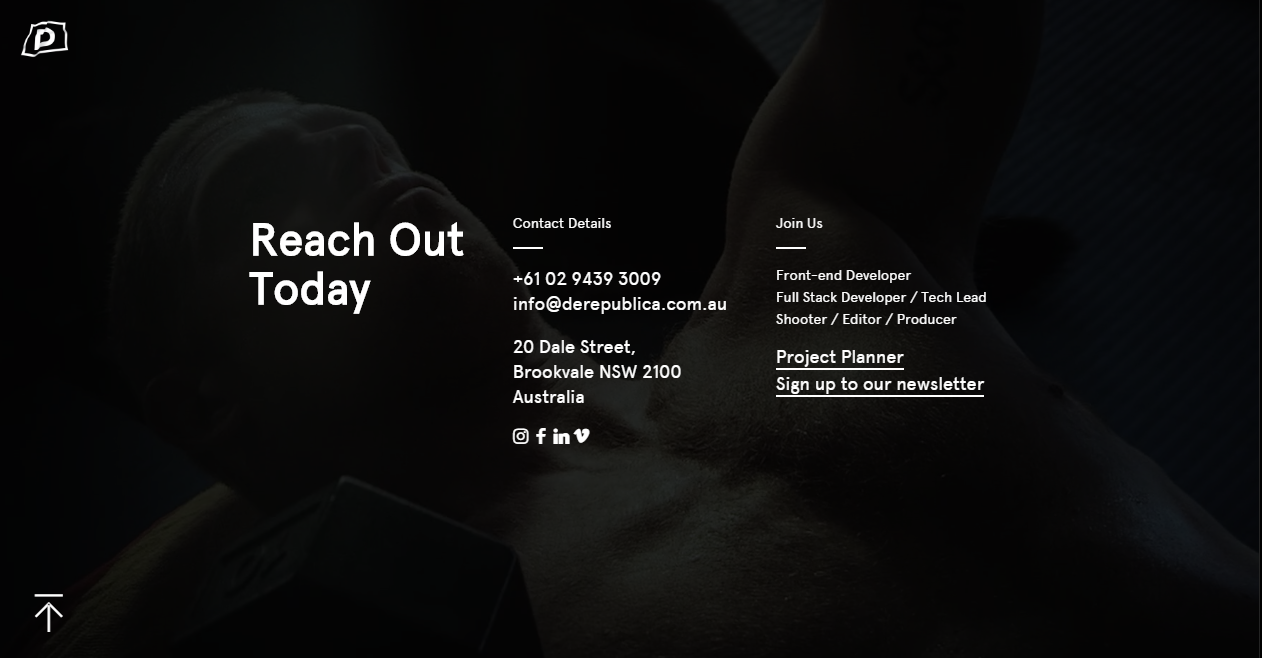 Reach Out
Today
Contact Details
+61 02 9439 3009
info@derepublica.com.au
20 Dale Street,
Brookvale NSW 2100
Australia
Join Us
Front-end Developer
Full Stack Developer / Tech Lead
Shooter / Editor / Producer
Project Planner
Sign up to our newsletter